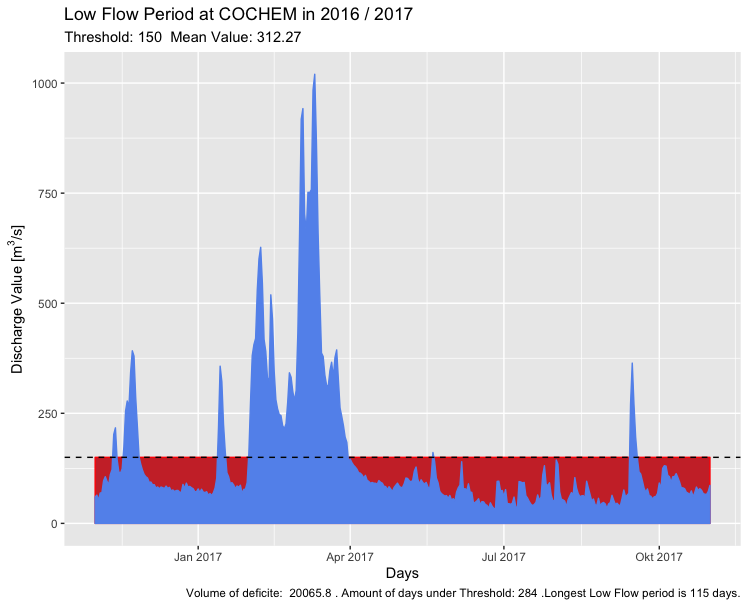 Low Flow Period at COCHEM in 2016 / 2017
Threshold: 150  Mean Value: 312.27
Discharge Value [m³/s]
1000
750
500
250
0
Jan 2017 Apr 2017 Jul 2017 Okt 2017
Days
Volume of deficite:  20065.8 . Amount of days under Threshold: 284 .Longest Low Flow period is 115 days.